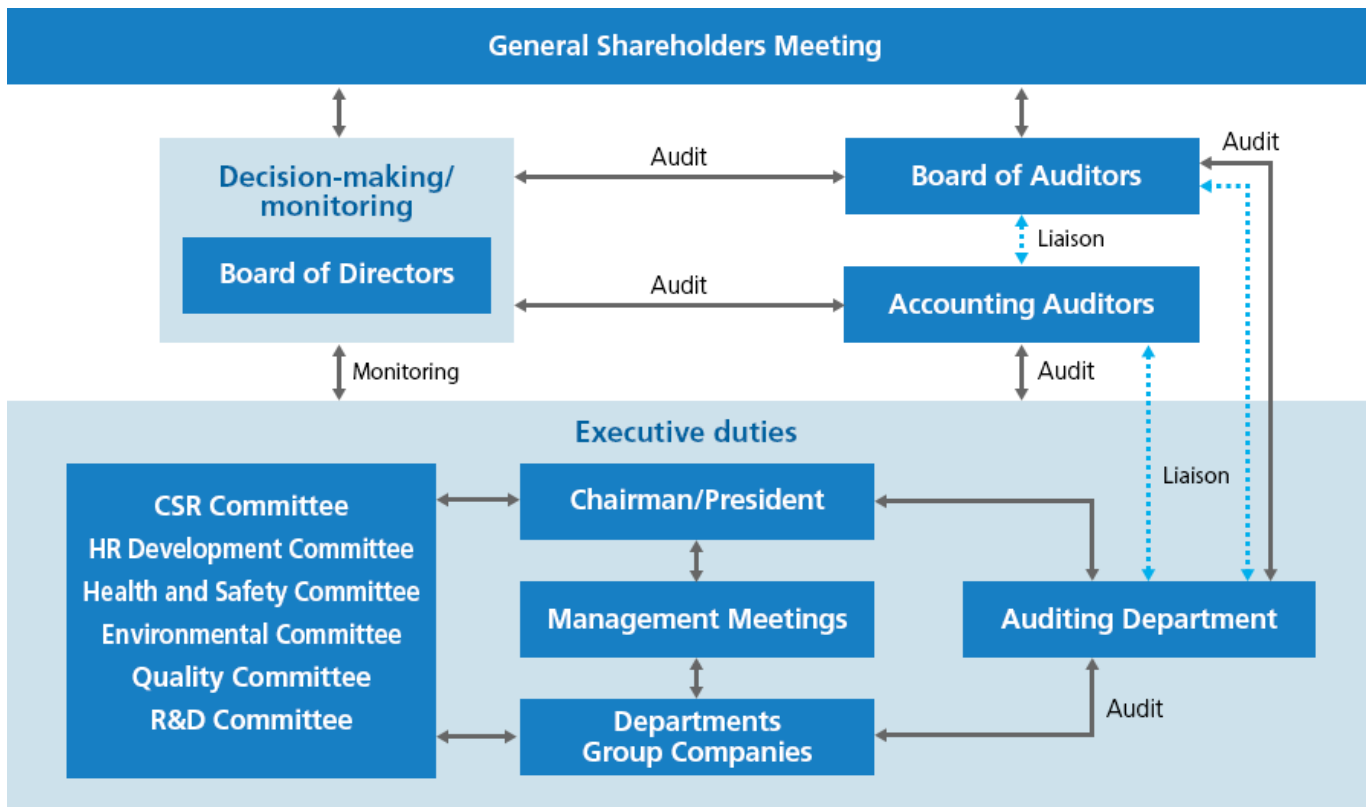 General Shareholders Meeting
Decision-making/
monitoring
Board of Directors
Audit
Board of Auditors
Audit
Liaison
Audit
Accounting Auditors
Monitoring
Audit
Executive duties
CSR Committee
HR Development Committee
Health and Safety Committee
Environmental Committee
Quality Committee
R&D Committee
Chairman/President
Liaison
Management Meetings
Auditing Department
Departments
Group Companies
Audit